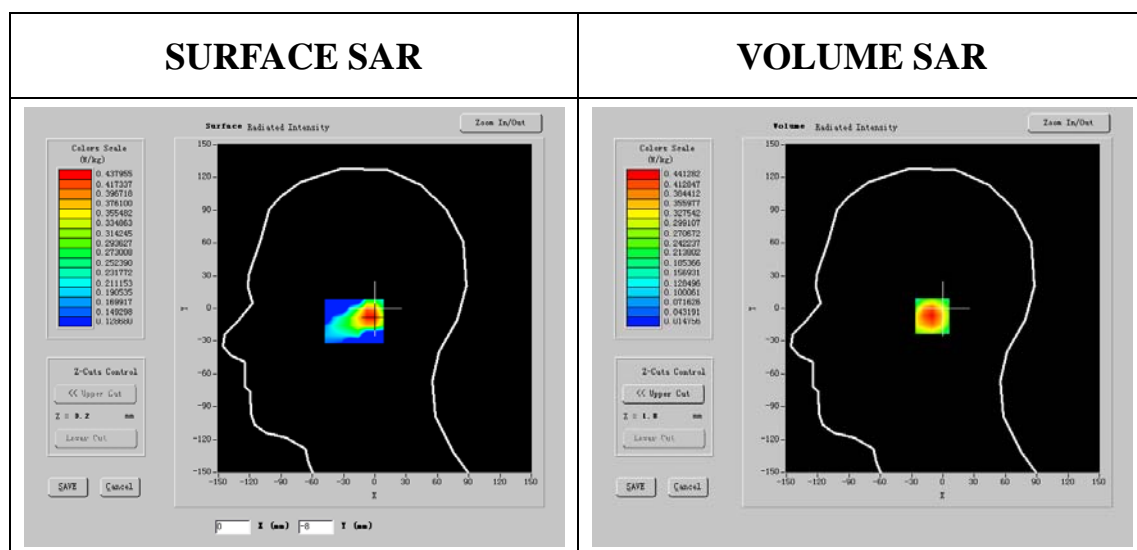 SURFACE SAR
VOLUME SAR
Surface Radiated Intensity
Zoom In/Out
Colors Scale
(W/kg)
0.437955
0.417337
0.396718
0.376100
0.355482
0.334863
0.314245
0.293627
0.273008
0.252390
0.231772
0.211153
0.190535
0.169917
0.149298
0.128680
150
120
90
60
30
0
-30
-60
-90
-120
-150
Y
-150 -120 -90 -60 -30 0 30 60 90 120 150
X
Z-Cuts Control
<< Upper Cut
mm
Lower Cut
SAVE Cancel
0 X (mm) -8 Y (mm)
Volume Radiated Intensity
Zoom In/Out
Colors Scale
(W/kg)
0.441282
0.412847
0.384412
0.355977
0.327542
0.299107
0.270672
0.242237
0.213802
0.185366
0.156931
0.128496
0.100061
0.071626
0.043191
0.014756
150
120
90
60
30
0
-30
-60
-90
-120
-150
Y
-150 -120 -90 -60 -30 0 30 60 90 120 150
X
Z-Cuts Control
<< Upper Cut
mm
Lower Cut
SAVE Cancel